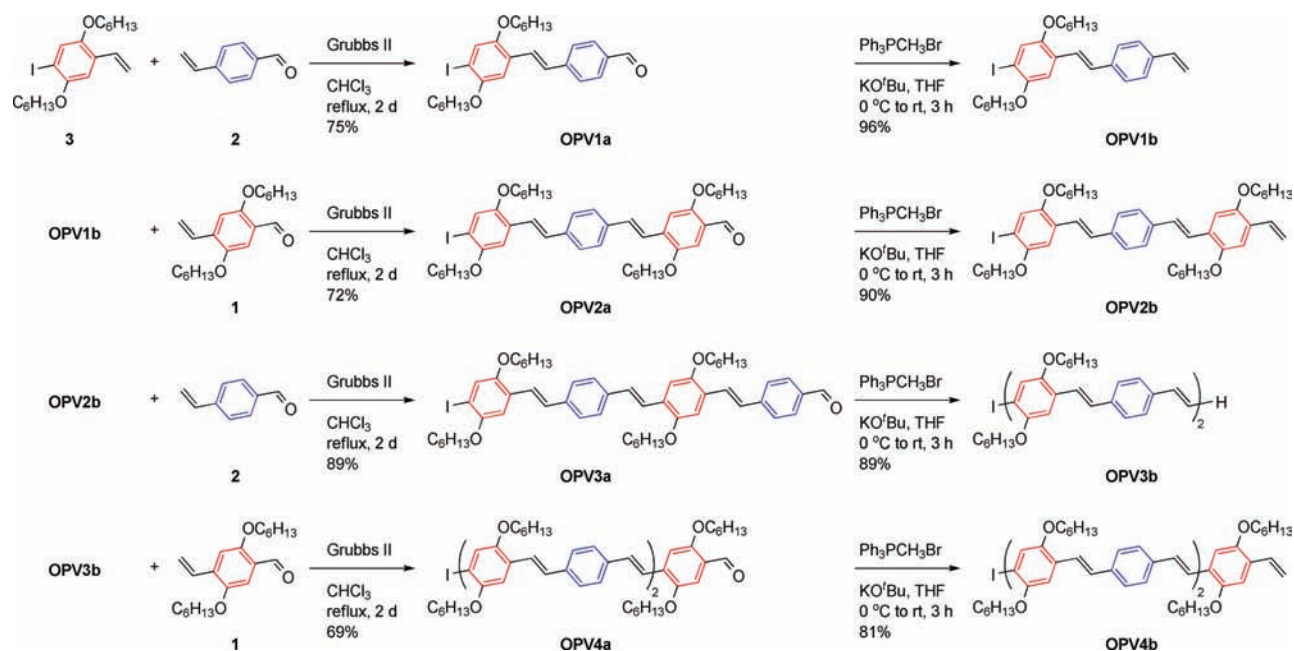 OC₆H₁₃
I
C₆H₁₃O
3
+
O
2
Grubbs II
CHCl₃
reflux, 2 d
75%
OC₆H₁₃
I
C₆H₁₃O
O
OPV1a
Ph₃PCH₃Br
KOᵗBu, THF
0 °C to rt, 3 h
96%
OC₆H₁₃
I
C₆H₁₃O
OPV1b
OPV1b
+
OC₆H₁₃
O
C₆H₁₃O
1
Grubbs II
CHCl₃
reflux, 2 d
72%
OC₆H₁₃ OC₆H₁₃
I O
C₆H₁₃O C₆H₁₃O
OPV2a
Ph₃PCH₃Br
KOᵗBu, THF
0 °C to rt, 3 h
90%
OC₆H₁₃ OC₆H₁₃
I
C₆H₁₃O C₆H₁₃O
OPV2b
OPV2b
+
O
2
Grubbs II
CHCl₃
reflux, 2 d
89%
OC₆H₁₃ OC₆H₁₃
I O
C₆H₁₃O C₆H₁₃O
OPV3a
Ph₃PCH₃Br
KOᵗBu, THF
0 °C to rt, 3 h
89%
OC₆H₁₃
I ( )₂ H
C₆H₁₃O
OPV3b
OPV3b
+
OC₆H₁₃
O
C₆H₁₃O
1
Grubbs II
CHCl₃
reflux, 2 d
69%
OC₆H₁₃ OC₆H₁₃
I ( )₂ O
C₆H₁₃O C₆H₁₃O
OPV4a
Ph₃PCH₃Br
KOᵗBu, THF
0 °C to rt, 3 h
81%
OC₆H₁₃ OC₆H₁₃
I ( )₂
C₆H₁₃O C₆H₁₃O
OPV4b